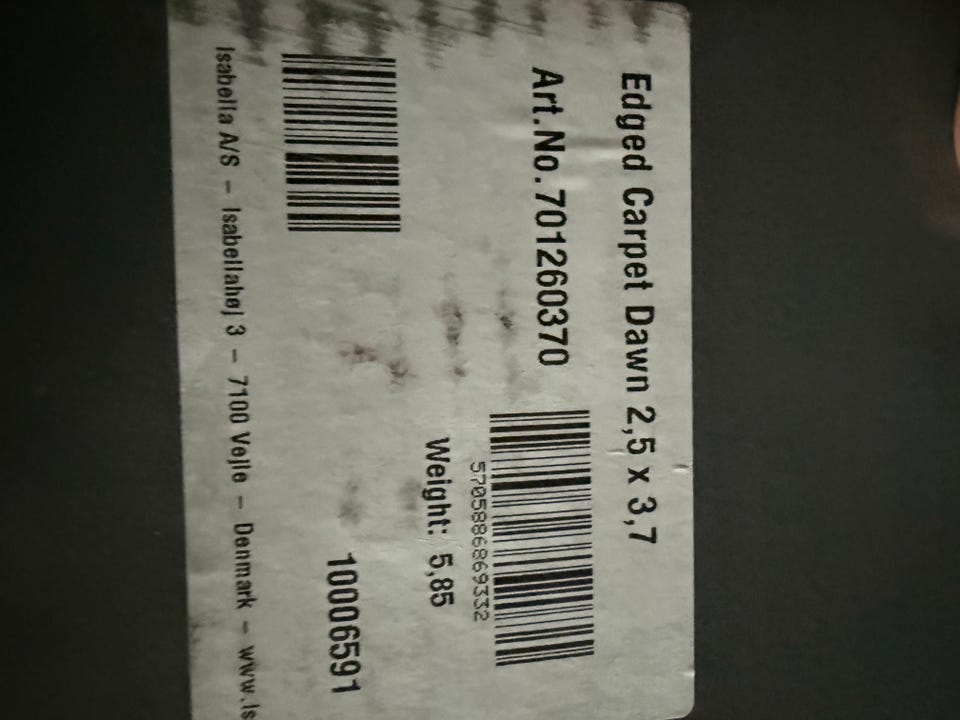 Edged Carpet Dawn 2,5 x 3,7
Art.No.701260370
5705886869332
Weight: 5,85
10006591
Isabella A/S – Isabellahøj 3 – 7100 Vejle – Denmark – www.is